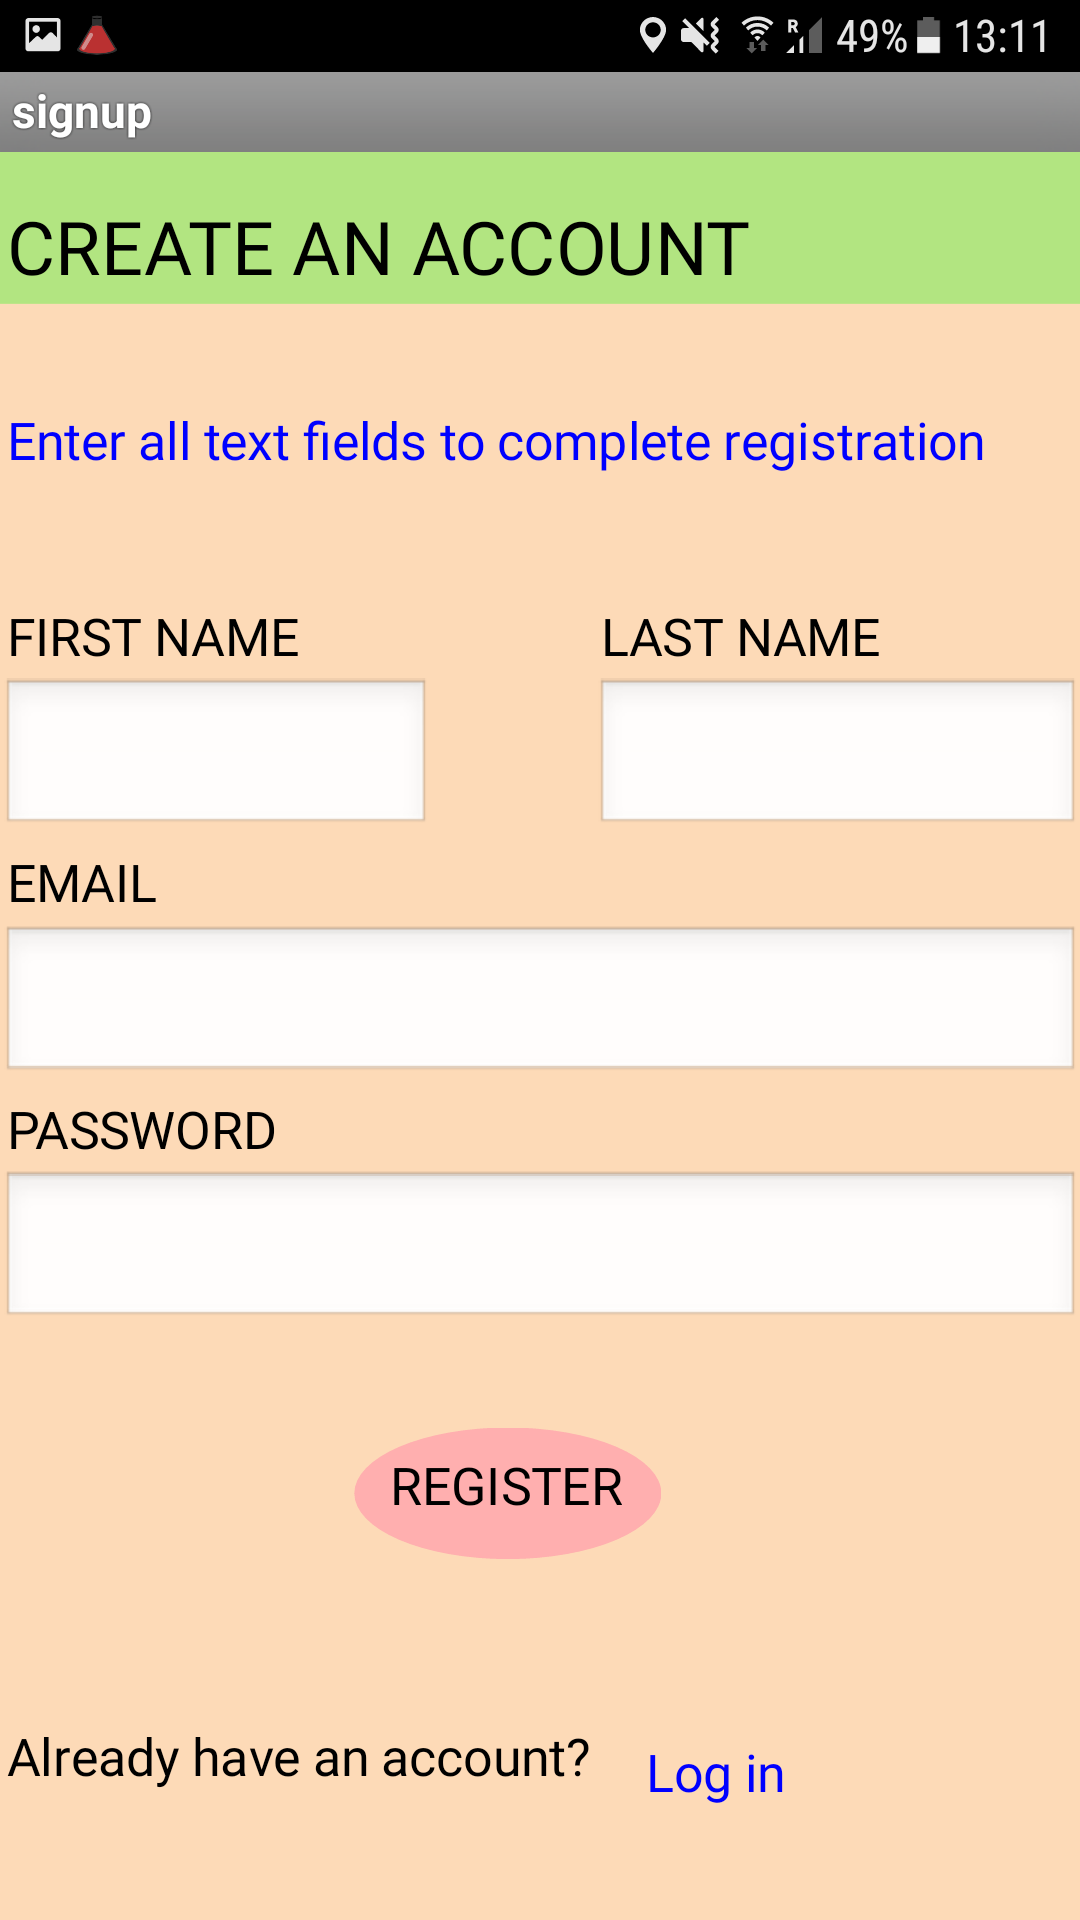 R 49% 13:11
signup
CREATE AN ACCOUNT
Enter all text fields to complete registration
FIRST NAME LAST NAME
EMAIL
PASSWORD
REGISTER
Already have an account? Log in